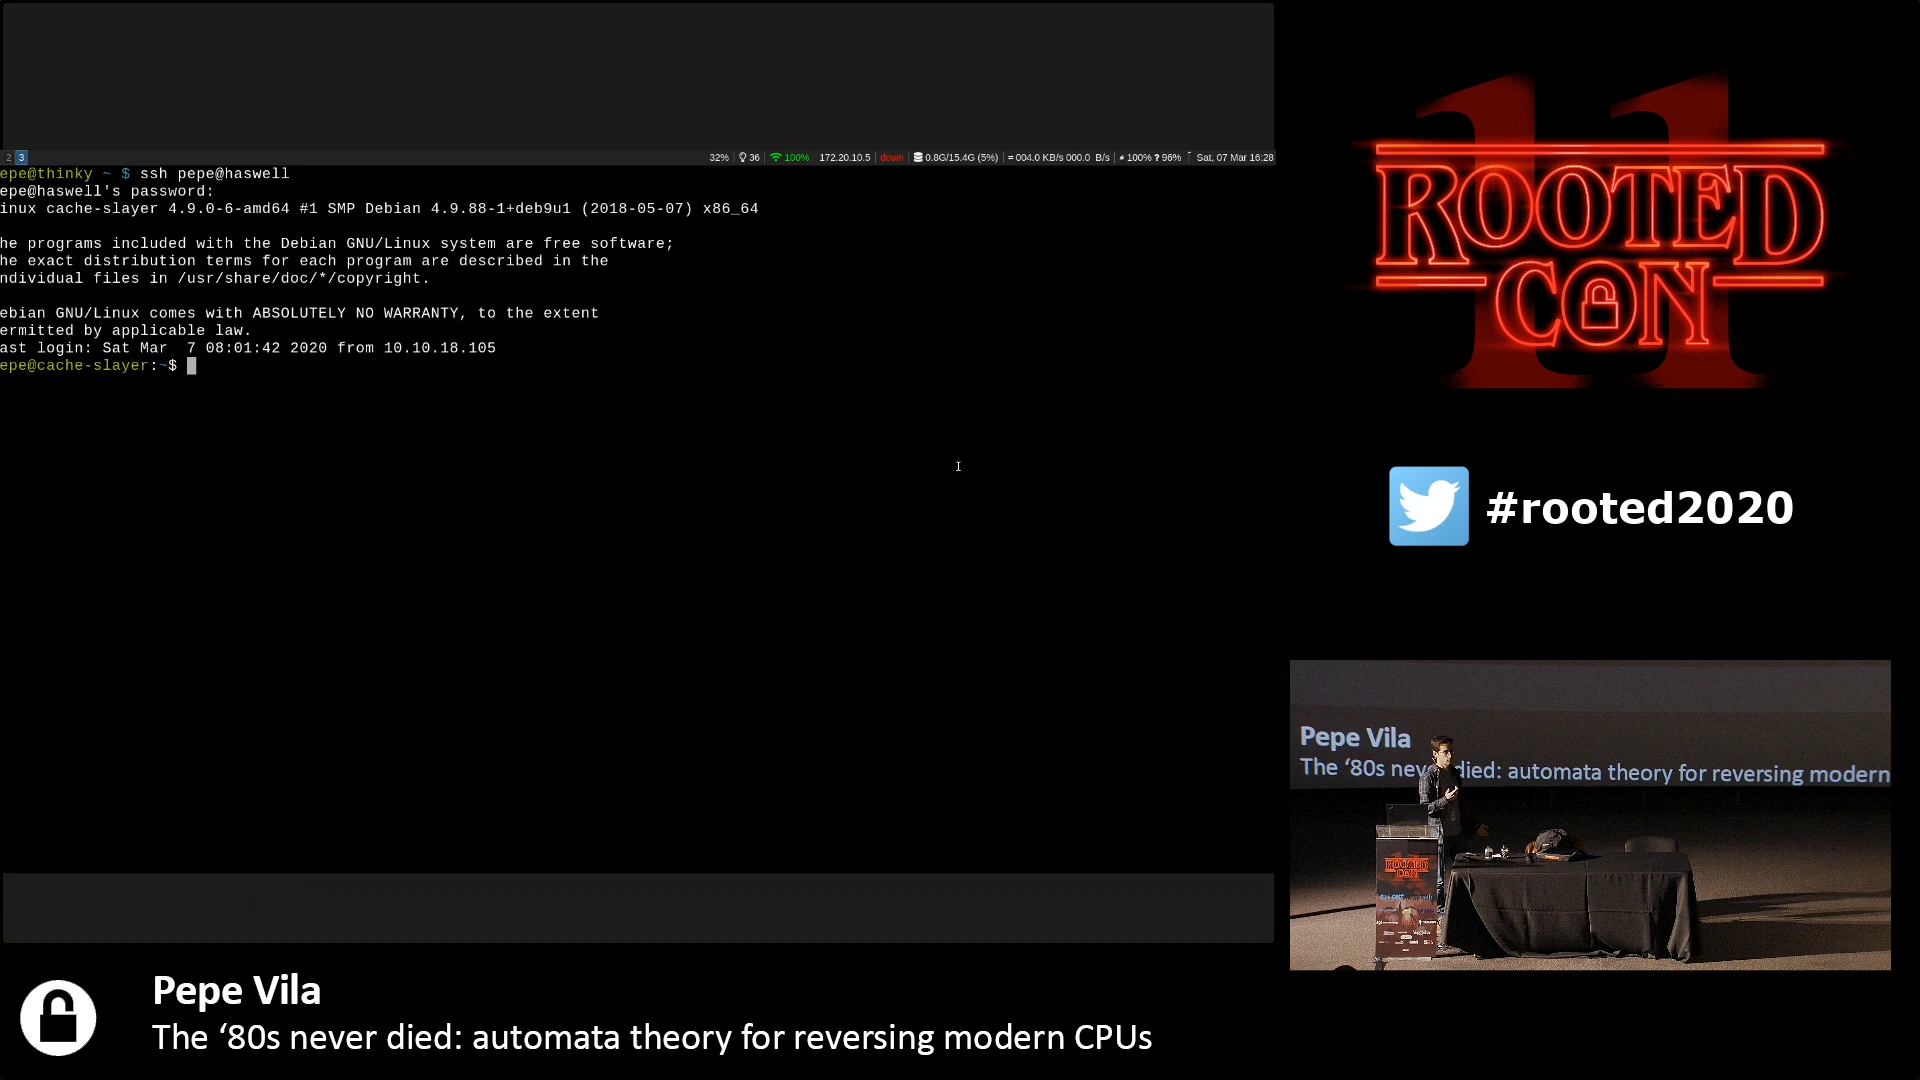 2 3 32% 36 100% 172.20.10.5 down 0.8G/15.4G (5%) 004.0 KB/s 000.0 B/s 100% ? 96% Sat, 07 Mar 16:28
epe@thinky ~ $ ssh pepe@haswell
epe@haswell's password:
inux cache-slayer 4.9.0-6-amd64 #1 SMP Debian 4.9.88-1+deb9u1 (2018-05-07) x86_64
he programs included with the Debian GNU/Linux system are free software;
he exact distribution terms for each program are described in the
ndividual files in /usr/share/doc/*/copyright.
ebian GNU/Linux comes with ABSOLUTELY NO WARRANTY, to the extent
ermitted by applicable law.
ast login: Sat Mar  7 08:01:42 2020 from 10.10.18.105
epe@cache-slayer:~$
11
ROOTED
CON
#rooted2020
Pepe Vila
The ‘80s never died: automata theory for reversing modern
ROOTED
CON
Pepe Vila
The ‘80s never died: automata theory for reversing modern CPUs